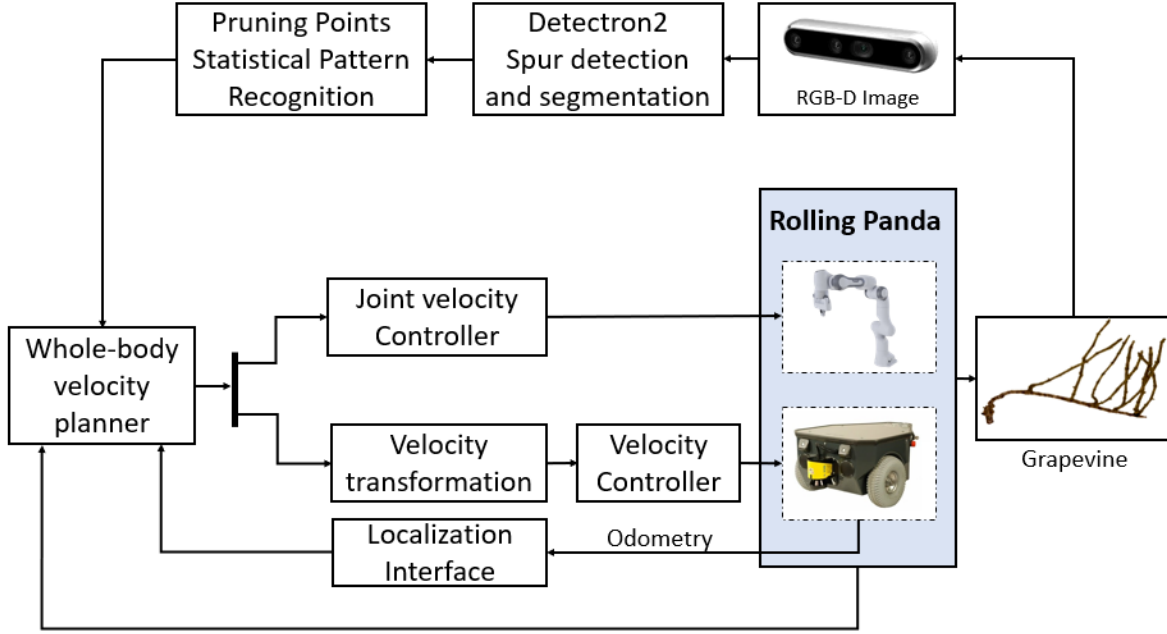 Pruning Points
Statistical Pattern
Recognition
Detectron2
Spur detection
and segmentation
RGB-D Image
Rolling Panda
Joint velocity
Controller
Whole-body
velocity
planner
Grapevine
Velocity
transformation
Velocity
Controller
Localization
Interface
Odometry